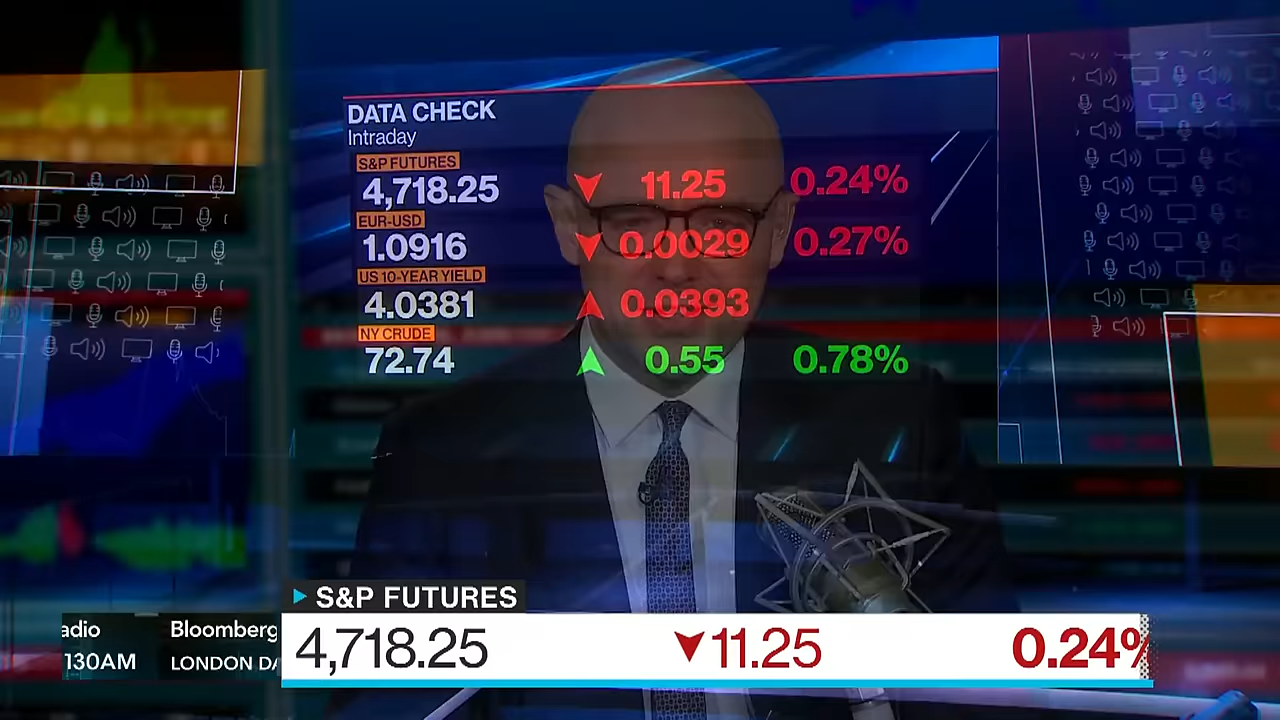 DATA CHECK
Intraday
S&P FUTURES
4,718.25 ▼ 11.25 0.24%
EUR-USD
1.0916 ▼ 0.0029 0.27%
US 10-YEAR YIELD
4.0381 ▲ 0.0393
NY CRUDE
72.74 ▲ 0.55 0.78%
▶ S&P FUTURES
4,718.25 ▼11.25 0.24%
adio Bloomberg
1130AM LONDON DA